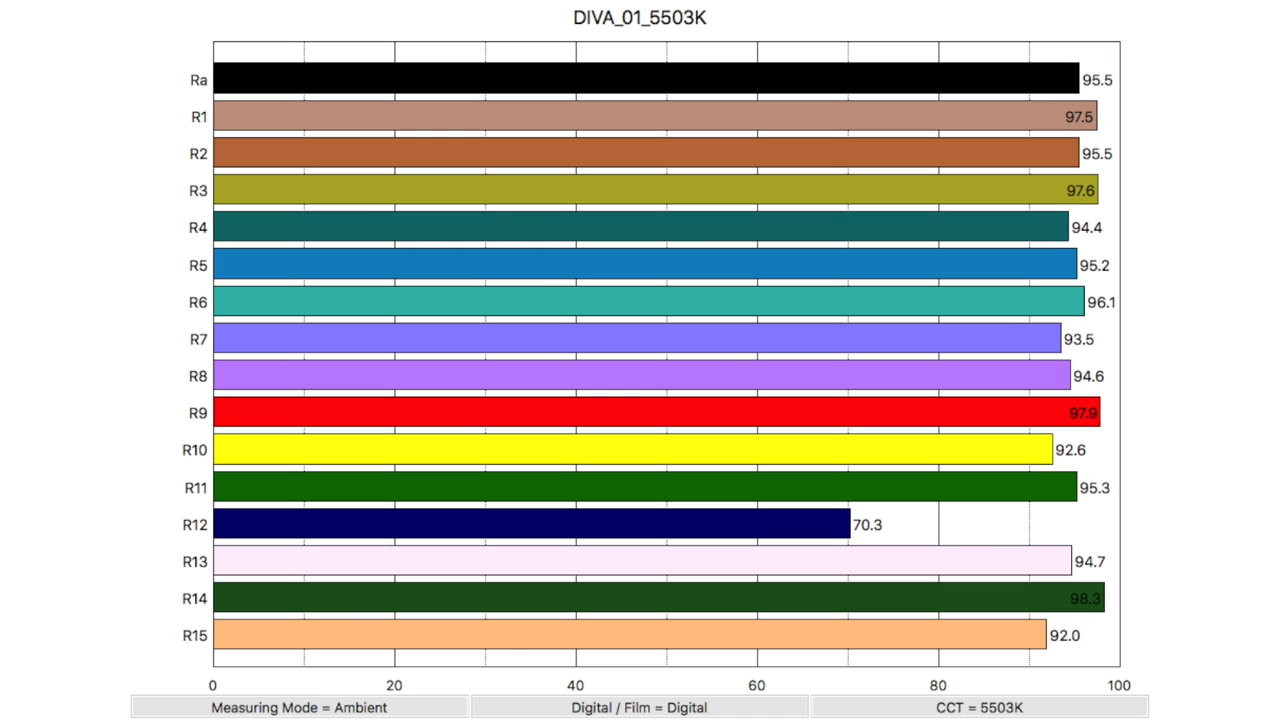 DIVA_01_5503K
Ra 95.5
R1 97.5
R2 95.5
R3 97.6
R4 94.4
R5 95.2
R6 96.1
R7 93.5
R8 94.6
R9 97.9
R10 92.6
R11 95.3
R12 70.3
R13 94.7
R14 98.3
R15 92.0
0 20 40 60 80 100
Measuring Mode = Ambient Digital / Film = Digital CCT = 5503K